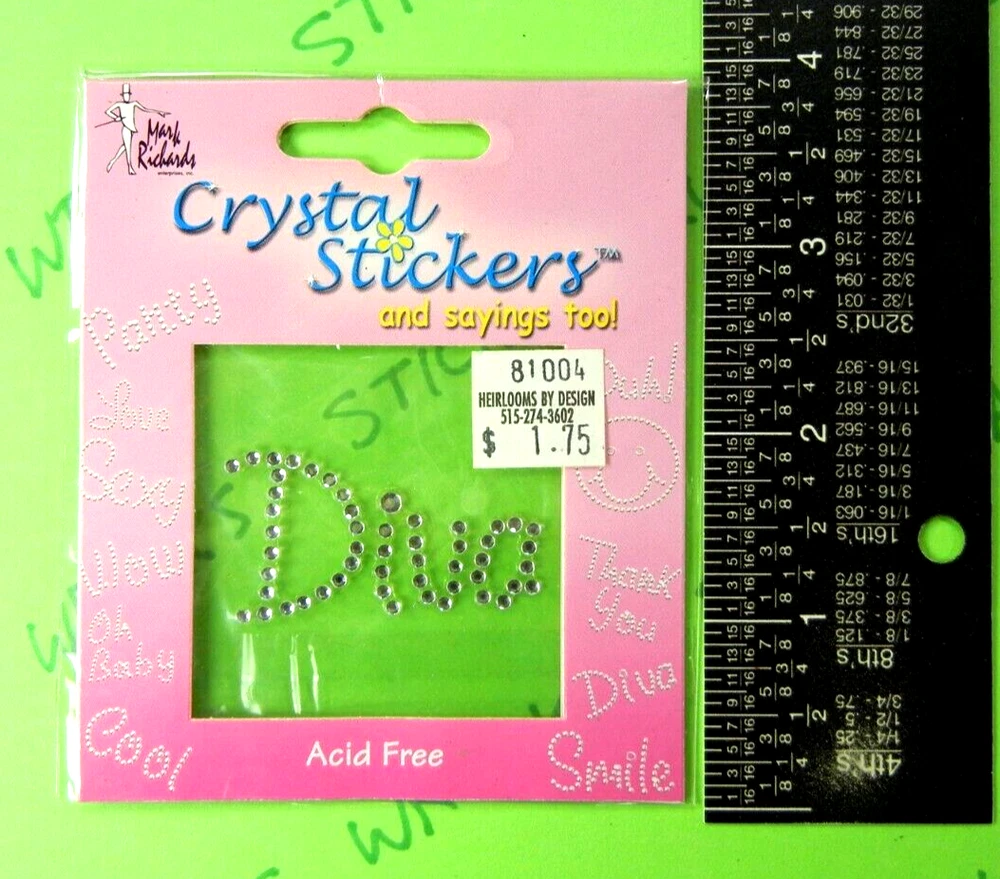 Mark
Richards
enterprises, inc.
Crystal
Stickers™
and sayings too!
81004
HEIRLOOMS BY DESIGN
515-274-3602
$ 1.75
Party
Love
Sexy
Wow
Oh
Baby
Cool
Duh!
Thank
You
Diva
Smile
Diva
Acid Free
4
3
2
1
29/32 - .906
27/32 - .844
25/32 - .781
23/32 - .719
21/32 - .656
19/32 - .594
17/32 - .531
15/32 - .469
13/32 - .406
11/32 - .344
9/32 - .281
7/32 - .219
5/32 - .156
3/32 - .094
1/32 - .031
32nd's
15/16 - .937
13/16 - .812
11/16 - .687
9/16 - .562
7/16 - .437
5/16 - .312
3/16 - .187
1/16 - .063
16th's
7/8 - .875
5/8 - .625
3/8 - .375
1/8 - .125
8th's
3/4 - .75
1/2 - .5
1/4 - .25
4th's